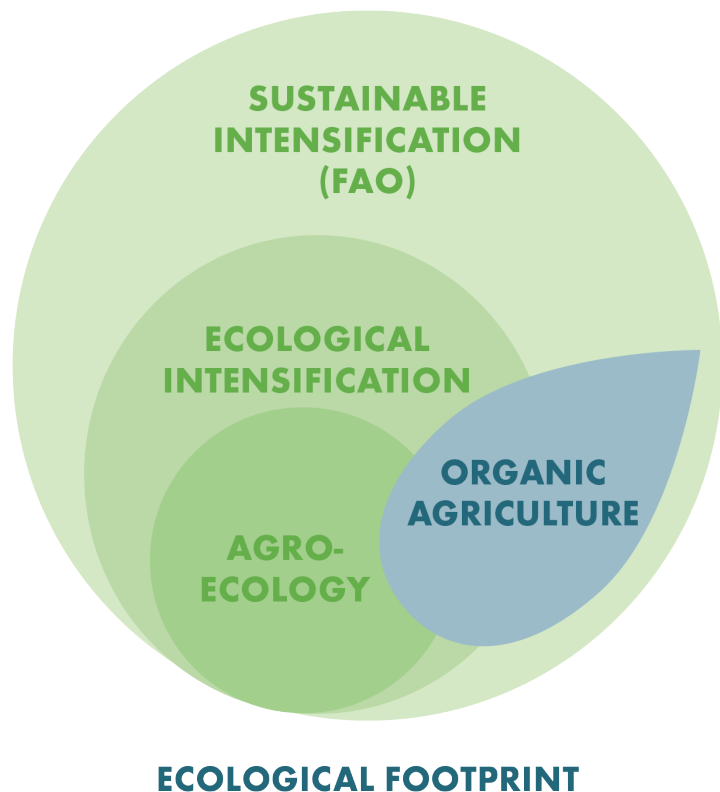 SUSTAINABLE
INTENSIFICATION
(FAO)
ECOLOGICAL
INTENSIFICATION
ORGANIC
AGRICULTURE
AGRO-
ECOLOGY
ECOLOGICAL FOOTPRINT